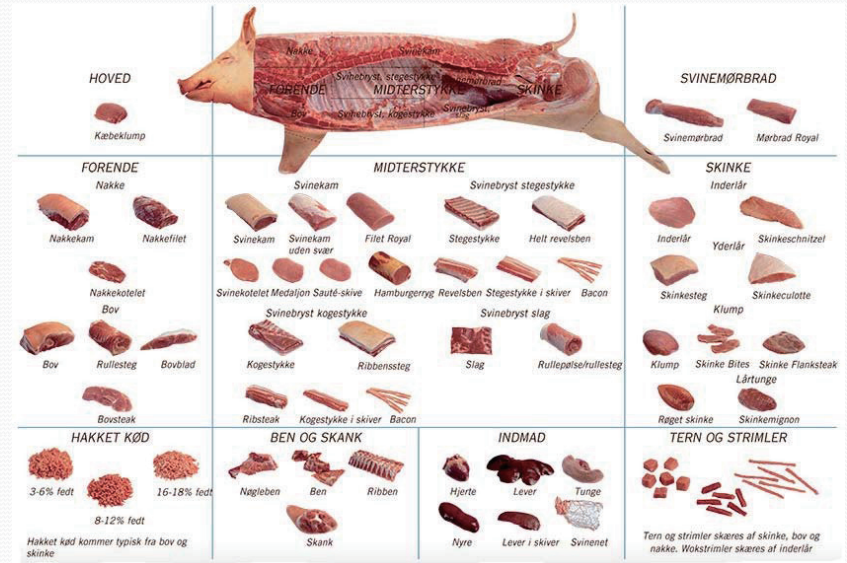 HOVED
Kæbeklump
Nakke
Svinekam
Svinebryst, stegestykke
Svinemørbrad
FORENDE
MIDTERSTYKKE
SKINKE
Bov
Svinebryst, kogestykke
Svinebryst,
slag
SVINEMØRBRAD
Svinemørbrad
Mørbrad Royal
FORENDE
Nakke
Nakkekam
Nakkefilet
Nakkekotelet
Bov
Bov
Rullesteg
Bovblad
Bovsteak
MIDTERSTYKKE
Svinekam
Svinekam
Svinekam
uden svær
Filet Royal
Svinekotelet
Medaljon
Sauté-skive
Hamburgerryg
Svinebryst stegestykke
Stegestykke
Helt revelsben
Revelsben
Stegestykke i skiver
Bacon
Svinebryst kogestykke
Kogestykke
Ribbenssteg
Ribsteak
Kogestykke i skiver
Bacon
Svinebryst slag
Slag
Rullepølse/rullesteg
SKINKE
Inderlår
Inderlår
Skinkeschnitzel
Yderlår
Skinkesteg
Skinkeculotte
Klump
Klump
Skinke Bites
Skinke Flanksteak
Lårtunge
Røget skinke
Skinkemignon
HAKKET KØD
3-6% fedt
16-18% fedt
8-12% fedt
Hakket kød kommer typisk fra bov og
skinke
BEN OG SKANK
Nøgleben
Ben
Ribben
Skank
INDMAD
Hjerte
Lever
Tunge
Nyre
Lever i skiver
Svinenet
TERN OG STRIMLER
Tern og strimler skæres af skinke, bov og
nakke. Wokstrimler skæres af inderlår